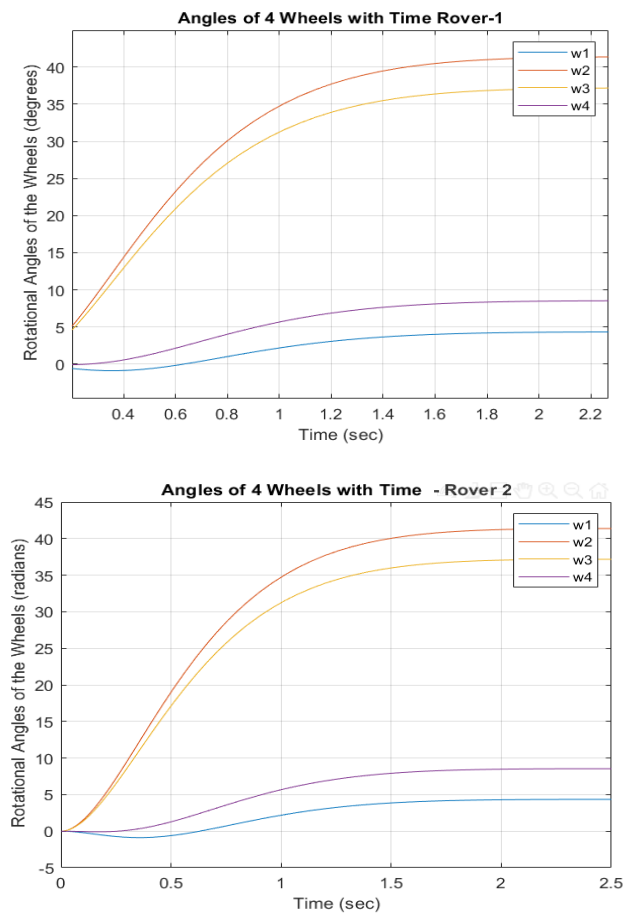 Angles of 4 Wheels with Time Rover-1
Rotational Angles of the Wheels (degrees)
40
35
30
25
20
15
10
5
0
w1
w2
w3
w4
0.4 0.6 0.8 1 1.2 1.4 1.6 1.8 2 2.2
Time (sec)
Angles of 4 Wheels with Time - Rover 2
Rotational Angles of the Wheels (radians)
45
40
35
30
25
20
15
10
5
0
-5
w1
w2
w3
w4
0 0.5 1 1.5 2 2.5
Time (sec)